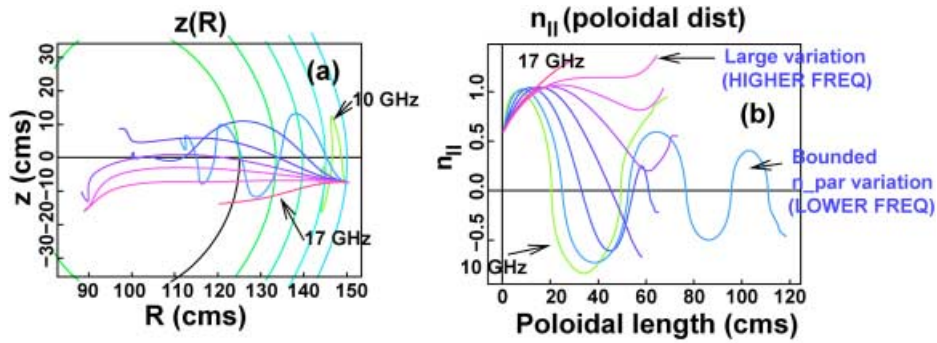 z(R)
(a)
10 GHz
17 GHz
z (cms)
30
20
10
0
−10
−20
−30
90 100 110 120 130 140 150
R (cms)
n|| (poloidal dist)
17 GHz
Large variation
(HIGHER FREQ)
(b)
Bounded
n_par variation
(LOWER FREQ)
10 GHz
n||
1.0
0.5
0.0
−0.5
0 20 40 60 80 100 120
Poloidal length (cms)